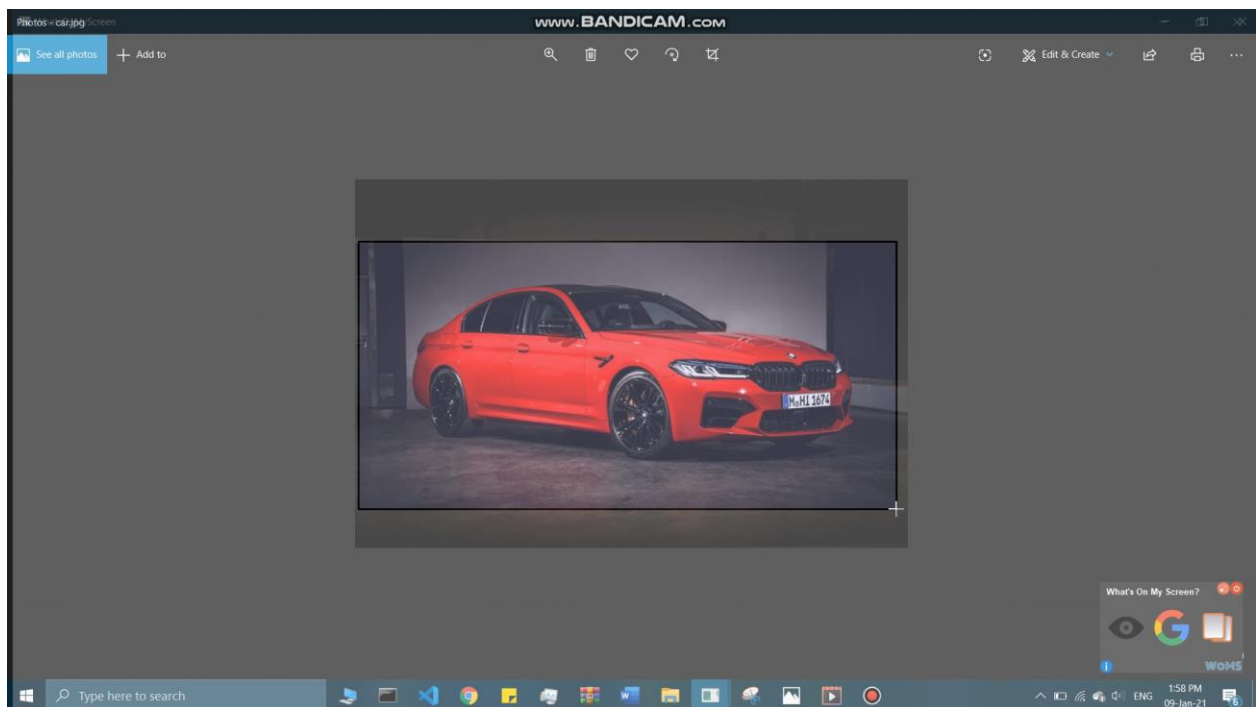 Photos - car.jpg
www.BANDICAM.com
See all photos
Add to
Edit & Create
M HI 1674
What's On My Screen?
WOMS
Type here to search
ENG
1:58 PM
09-Jan-21
6